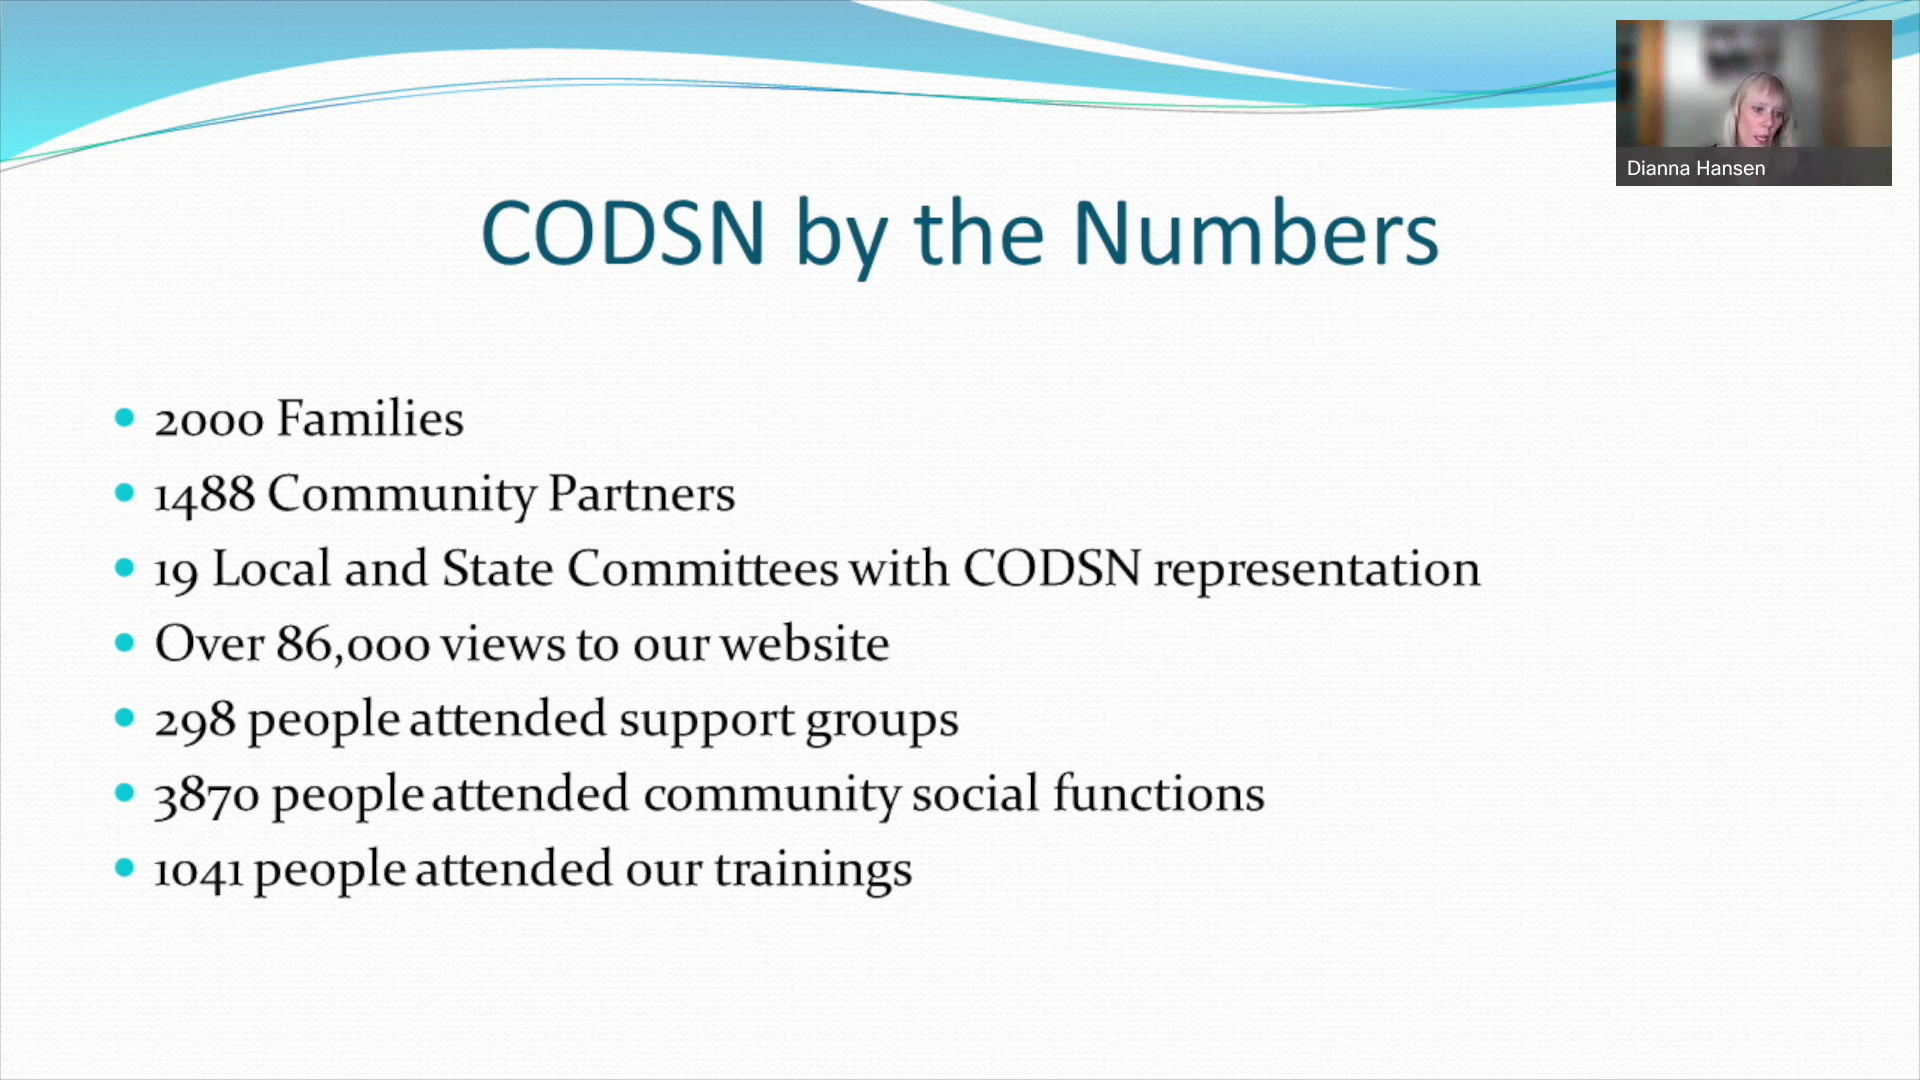 Dianna Hansen
CODSN by the Numbers
2000 Families
1488 Community Partners
19 Local and State Committees with CODSN representation
Over 86,000 views to our website
298 people attended support groups
3870 people attended community social functions
1041 people attended our trainings